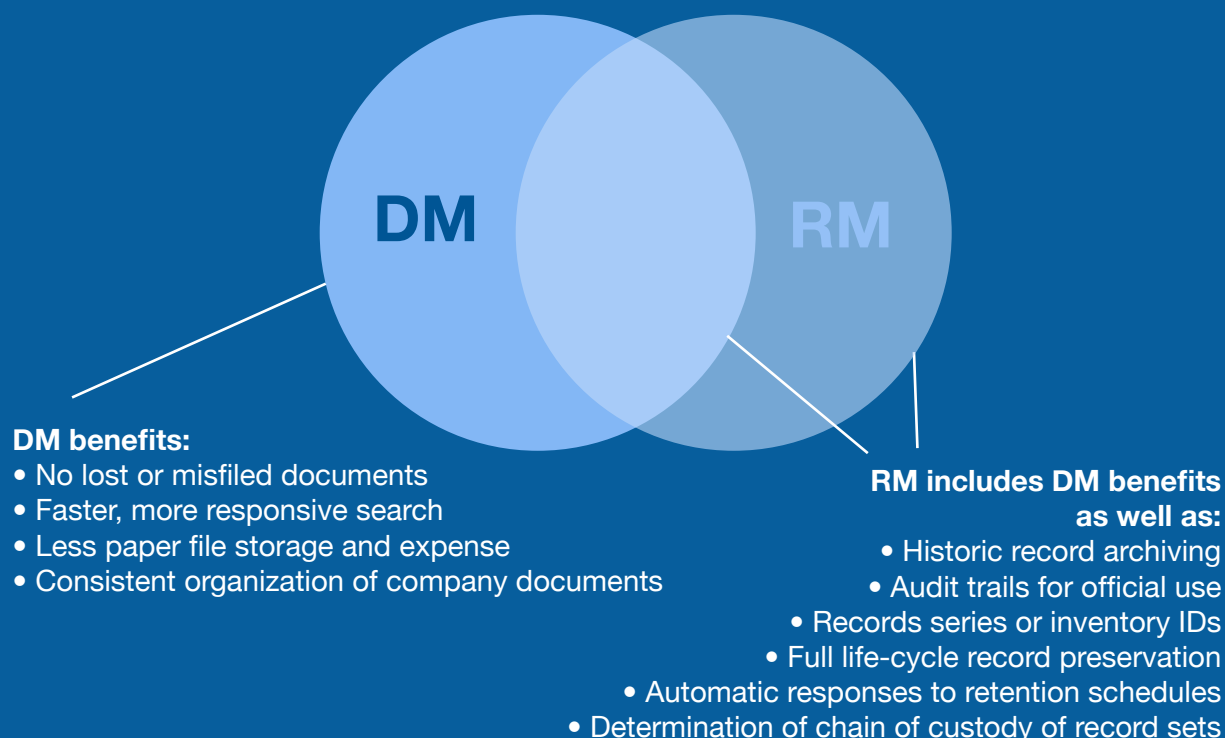 DM
RM
DM benefits:
• No lost or misfiled documents
• Faster, more responsive search
• Less paper file storage and expense
• Consistent organization of company documents
RM includes DM benefits
as well as:
• Historic record archiving
• Audit trails for official use
• Records series or inventory IDs
• Full life-cycle record preservation
• Automatic responses to retention schedules
• Determination of chain of custody of record sets